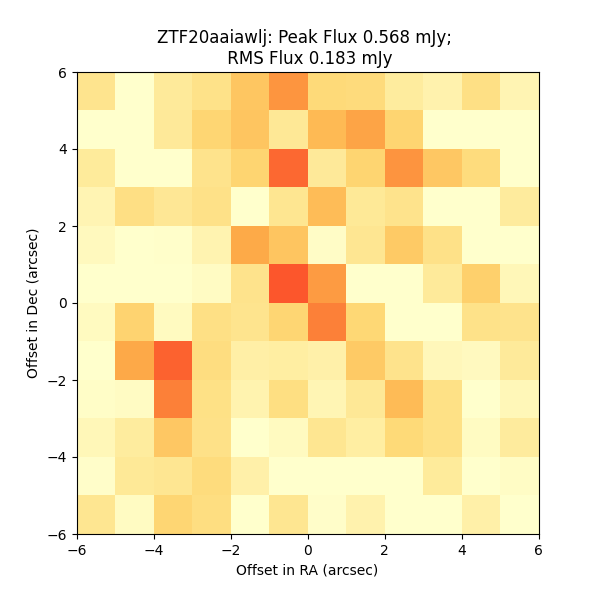 ZTF20aaiawlj: Peak Flux 0.568 mJy;
RMS Flux 0.183 mJy
6
4
2
0
−2
−4
−6
Offset in Dec (arcsec)
−6 −4 −2 0 2 4 6
Offset in RA (arcsec)